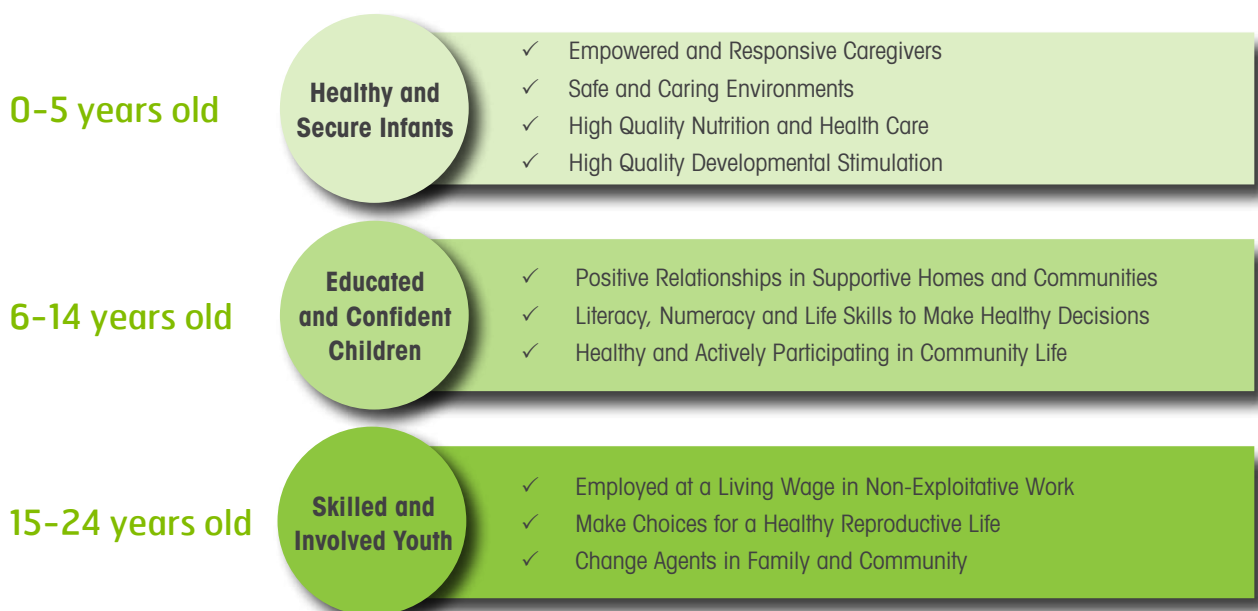 0-5 years old
Healthy and
Secure Infants
✓ Empowered and Responsive Caregivers
✓ Safe and Caring Environments
✓ High Quality Nutrition and Health Care
✓ High Quality Developmental Stimulation
6-14 years old
Educated
and Confident
Children
✓ Positive Relationships in Supportive Homes and Communities
✓ Literacy, Numeracy and Life Skills to Make Healthy Decisions
✓ Healthy and Actively Participating in Community Life
15-24 years old
Skilled and
Involved Youth
✓ Employed at a Living Wage in Non-Exploitative Work
✓ Make Choices for a Healthy Reproductive Life
✓ Change Agents in Family and Community